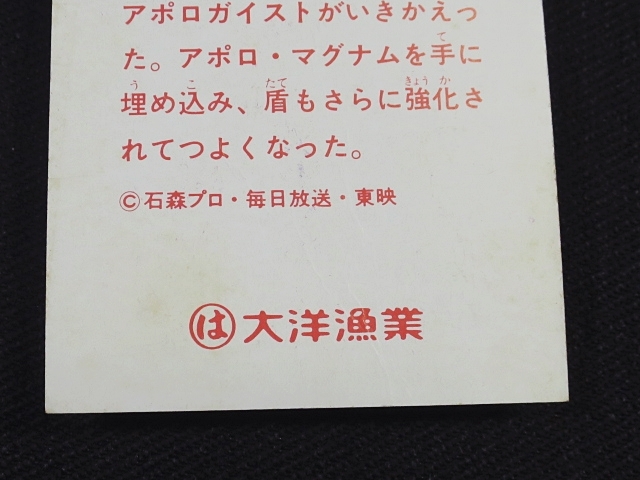 アポロガイストがいきかえっ
た。アポロ・マグナムを手に
埋め込み、盾もさらに強化さ
れてつよくなった。
©石森プロ・毎日放送・東映
は 大洋漁業